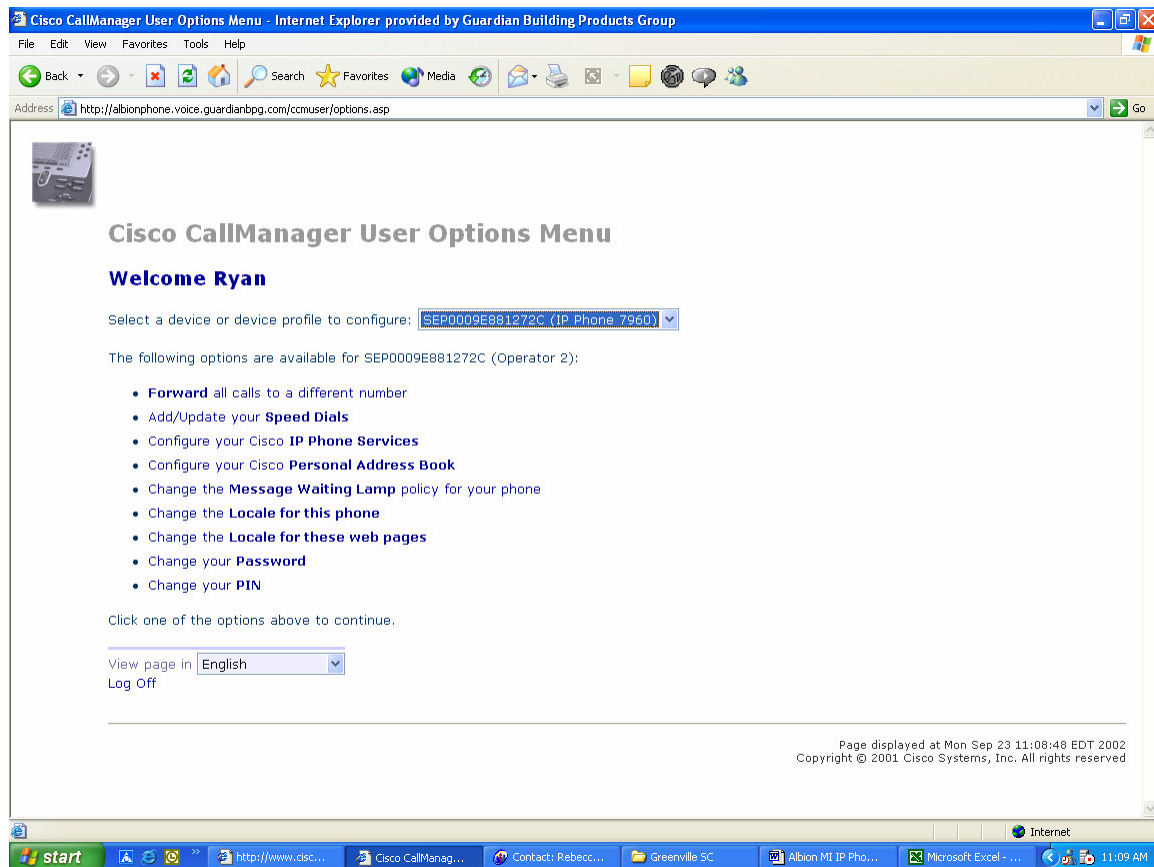 Cisco CallManager User Options Menu - Internet Explorer provided by Guardian Building Products Group
File Edit View Favorites Tools Help
Back Search Favorites Media
Address http://albionphone.voice.guardianbpg.com/ccmuser/options.asp Go
Cisco CallManager User Options Menu
Welcome Ryan
Select a device or device profile to configure: SEP0009E881272C (IP Phone 7960)
The following options are available for SEP0009E881272C (Operator 2):
Forward all calls to a different number
Add/Update your Speed Dials
Configure your Cisco IP Phone Services
Configure your Cisco Personal Address Book
Change the Message Waiting Lamp policy for your phone
Change the Locale for this phone
Change the Locale for these web pages
Change your Password
Change your PIN
Click one of the options above to continue.
View page in English
Log Off
Page displayed at Mon Sep 23 11:08:48 EDT 2002
Copyright © 2001 Cisco Systems, Inc. All rights reserved
Internet
start http://www.cisc... Cisco CallManag... Contact: Rebecc... Greenville SC Albion MI IP Pho... Microsoft Excel - ... 11:09 AM